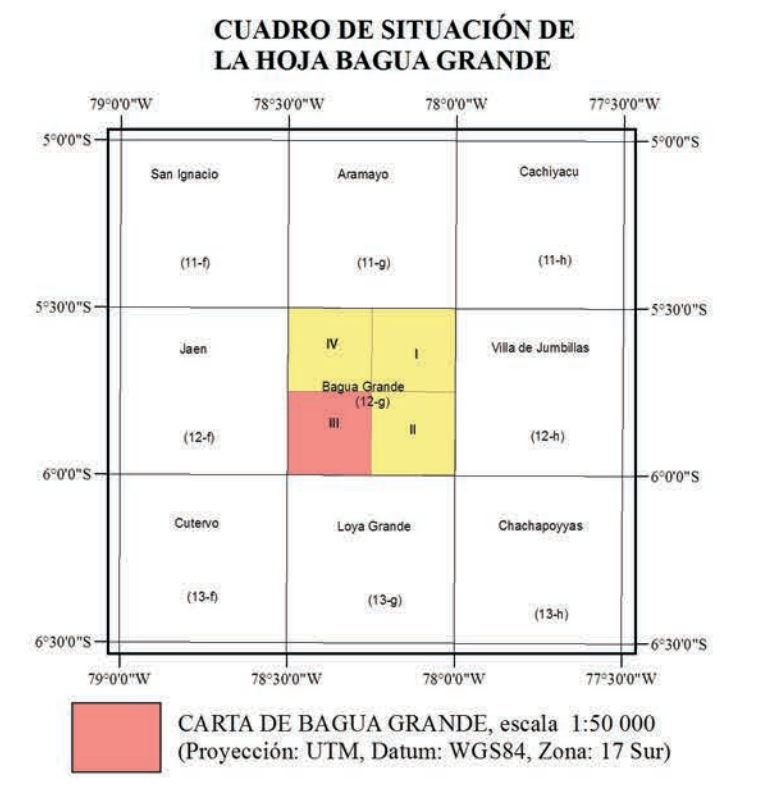 CUADRO DE SITUACIÓN DE
LA HOJA BAGUA GRANDE
79°0'0"W 78°30'0"W 78°0'0"W 77°30'0"W
5°0'0"S 5°0'0"S
San Ignacio Aramayo Cachiyacu
(11-f) (11-g) (11-h)
5°30'0"S 5°30'0"S
IV I
Jaen Villa de Jumbillas
Bagua Grande
(12-g)
III II
(12-f) (12-h)
6°0'0"S 6°0'0"S
Cutervo Loya Grande Chachapoyyas
(13-f) (13-g) (13-h)
6°30'0"S 6°30'0"S
79°0'0"W 78°30'0"W 78°0'0"W 77°30'0"W
CARTA DE BAGUA GRANDE, escala 1:50 000
(Proyección: UTM, Datum: WGS84, Zona: 17 Sur)